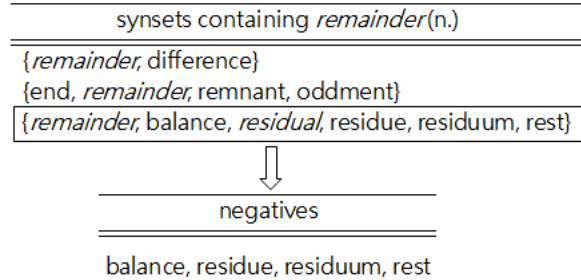 synsets containing remainder (n.)
{remainder, difference}
{end, remainder, remnant, oddment}
{remainder, balance, residual, residue, residuum, rest}
negatives
balance, residue, residuum, rest